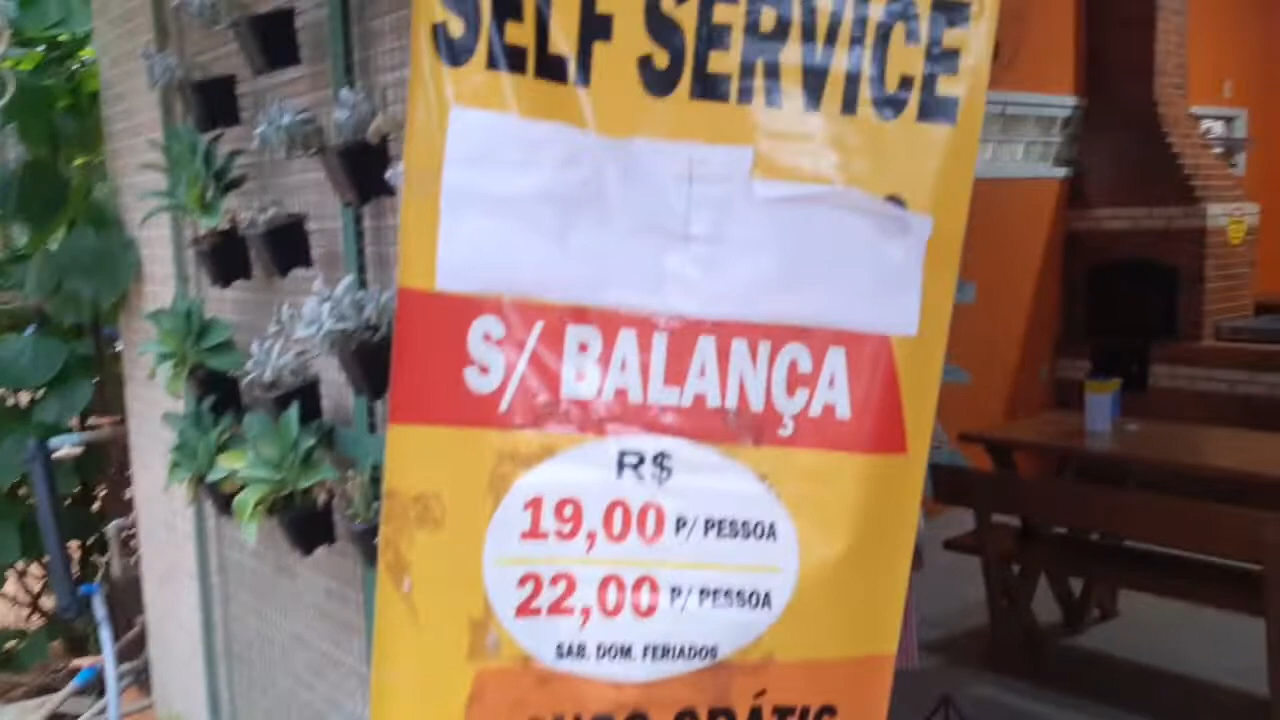 SELF SERVICE
S/ BALANÇA
R$
19,00 P/ PESSOA
22,00 P/ PESSOA
SAB. DOM. FERIADOS
GRÁTIS